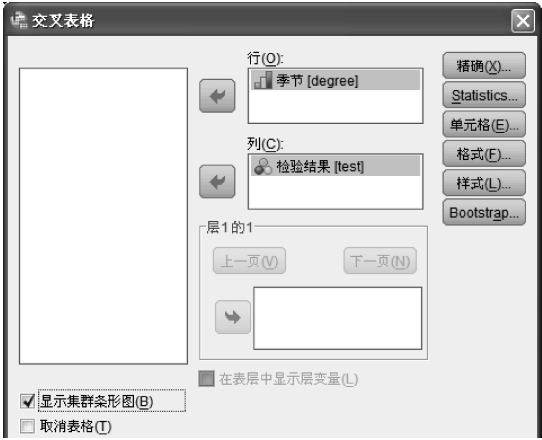 交叉表格
行(O):
季节 [degree]
列(C):
检验结果 [test]
层1的1
上一页(V)
下一页(N)
在表层中显示层变量(L)
显示集群条形图(B)
取消表格(T)
精确(X)...
Statistics...
单元格(E)...
格式(F)...
样式(L)...
Bootstrap...